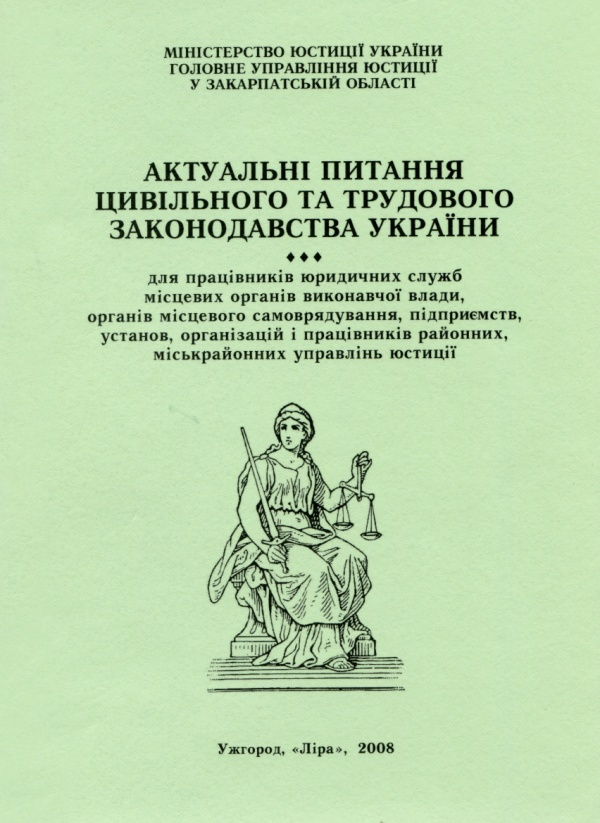 МІНІСТЕРСТВО ЮСТИЦІЇ УКРАЇНИ
ГОЛОВНЕ УПРАВЛІННЯ ЮСТИЦІЇ
У ЗАКАРПАТСЬКІЙ ОБЛАСТІ
АКТУАЛЬНІ ПИТАННЯ
ЦИВІЛЬНОГО ТА ТРУДОВОГО
ЗАКОНОДАВСТВА УКРАЇНИ
♦♦♦
для працівників юридичних служб
місцевих органів виконавчої влади,
органів місцевого самоврядування, підприємств,
установ, організацій і працівників районних,
міськрайонних управлінь юстиції
Ужгород, «Ліра», 2008